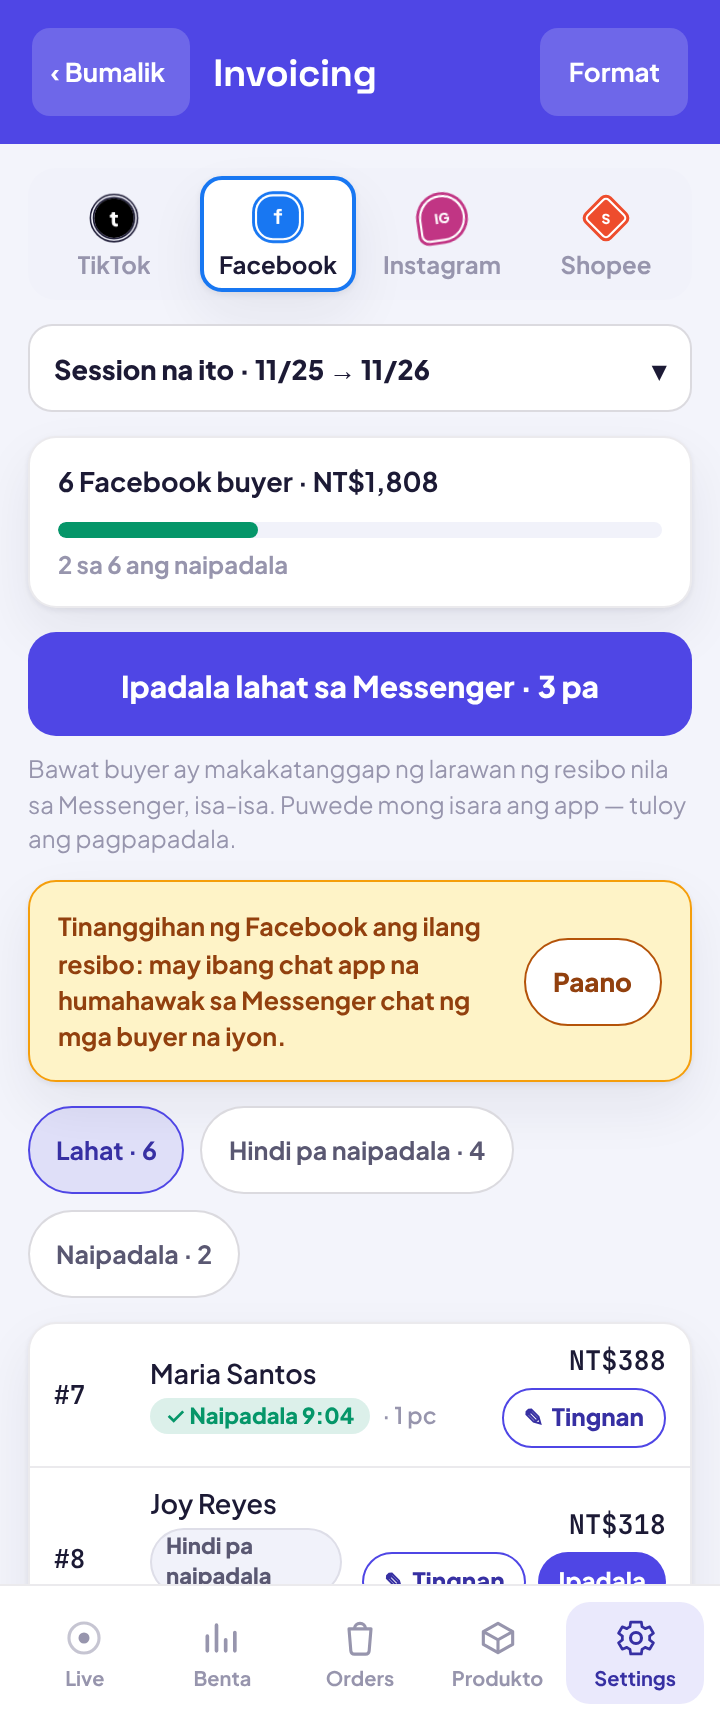 ‹ Bumalik
Invoicing
Format
t
f
IG
S
TikTok
Facebook
Instagram
Shopee
Session na ito · 11/25 → 11/26
▼
6 Facebook buyer · NT$1,808
2 sa 6 ang naipadala
Ipadala lahat sa Messenger · 3 pa
Bawat buyer ay makakatanggap ng larawan ng resibo nila
sa Messenger, isa-isa. Puwede mong isara ang app — tuloy
ang pagpapadala.
Tinanggihan ng Facebook ang ilang
resibo: may ibang chat app na
humahawak sa Messenger chat ng
mga buyer na iyon.
Paano
Lahat · 6
Hindi pa naipadala · 4
Naipadala · 2
#7
Maria Santos
✓ Naipadala 9:04
· 1 pc
NT$388
✎ Tingnan
#8
Joy Reyes
Hindi pa
naipadala
NT$318
✎ Tingnan
Ipadala
Live
Benta
Orders
Produkto
Settings